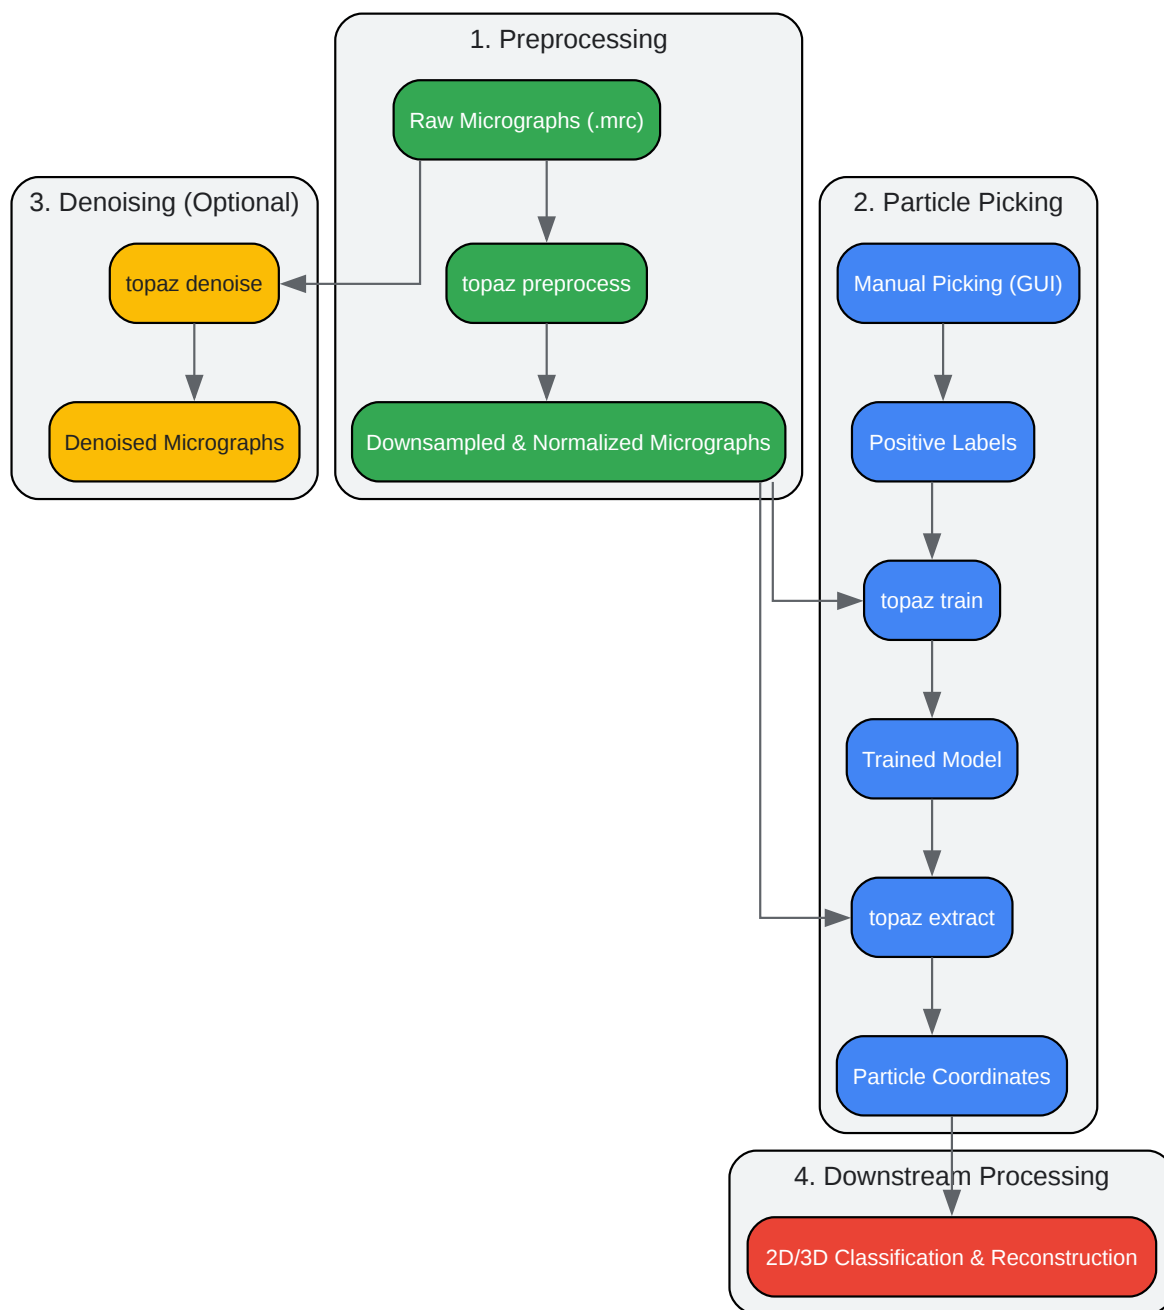 1. Preprocessing
Raw Micrographs (.mrc)
topaz preprocess
Downsampled & Normalized Micrographs
3. Denoising (Optional)
topaz denoise
Denoised Micrographs
2. Particle Picking
Manual Picking (GUI)
Positive Labels
topaz train
Trained Model
topaz extract
Particle Coordinates
4. Downstream Processing
2D/3D Classification & Reconstruction